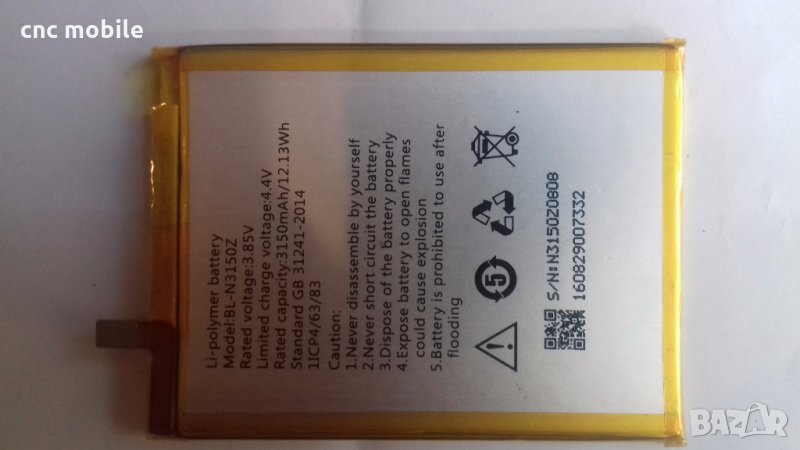 cnc mobile
Li-polymer battery
Model:BL-N3150Z
Rated voltage:3.85V
Limited charge voltage:4.4V
Rated capacity:3150mAh/12.13Wh
Standard GB 31241-2014
1ICP4/63/83
Caution:
1.Never disassemble by yourself
2.Never short circuit the battery
3.Dispose of the battery properly
4.Expose battery to open flames
could cause explosion
5.Battery is prohibited to use after
flooding
S/N:N3150Z0808
160829007332
BAZAR